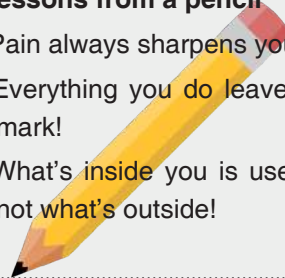 essons from a pencil
Pain always sharpens you
Everything you do leave
mark!
What's inside you is use
not what's outside!